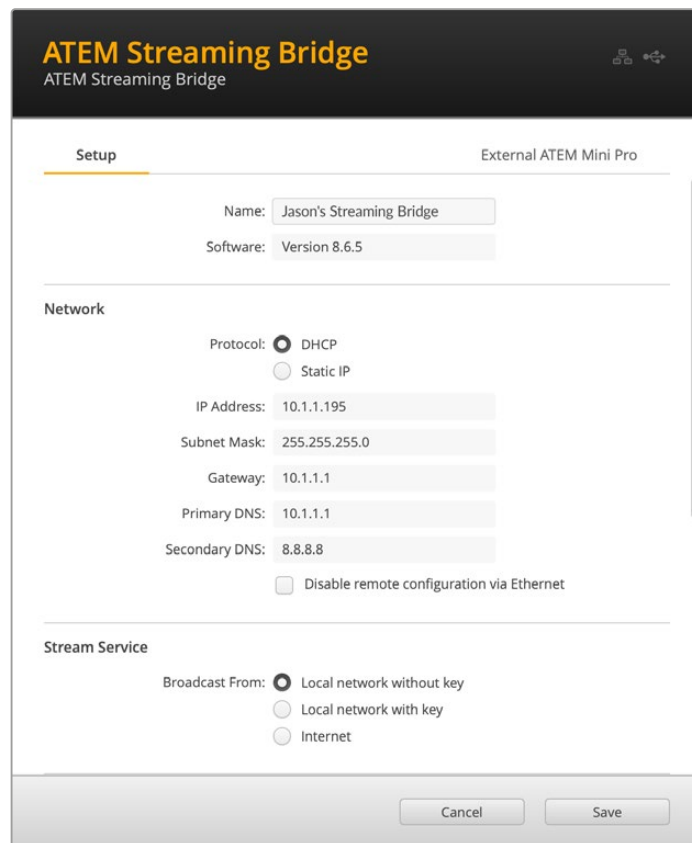 ATEM Streaming Bridge
ATEM Streaming Bridge
Setup
External ATEM Mini Pro
Name: Jason's Streaming Bridge
Software: Version 8.6.5
Network
Protocol: DHCP
Static IP
IP Address: 10.1.1.195
Subnet Mask: 255.255.255.0
Gateway: 10.1.1.1
Primary DNS: 10.1.1.1
Secondary DNS: 8.8.8.8
Disable remote configuration via Ethernet
Stream Service
Broadcast From: Local network without key
Local network with key
Internet
Cancel
Save